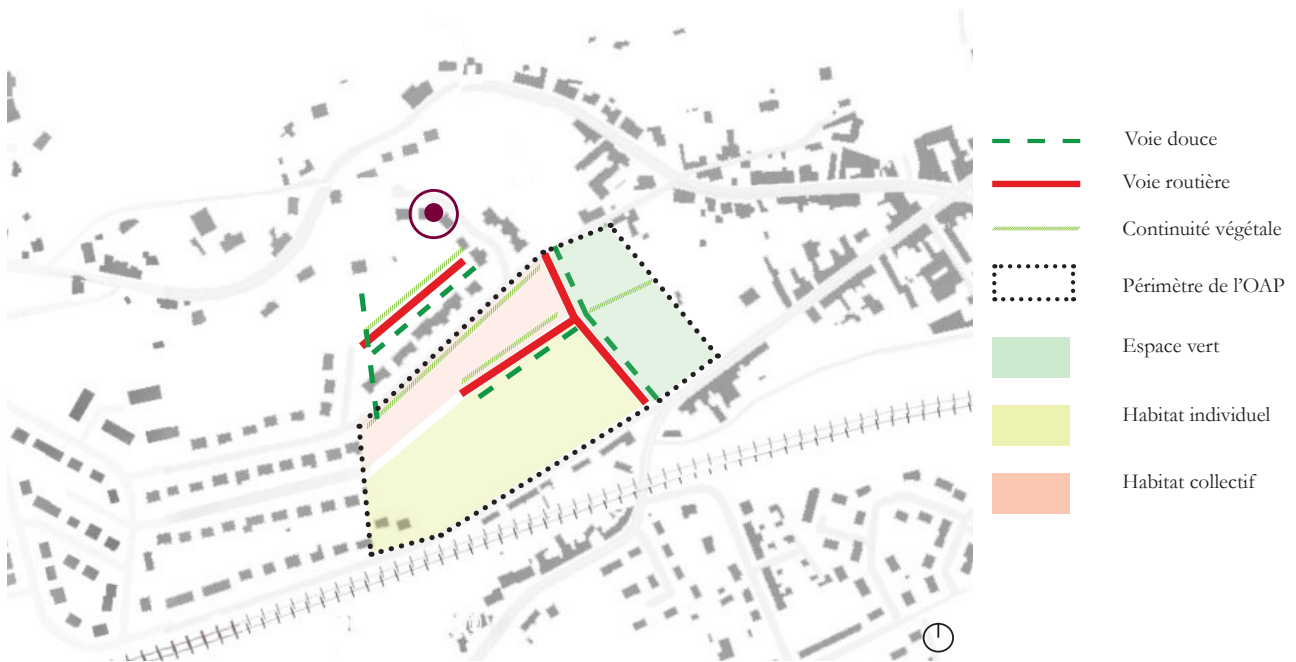 Voie douce
Voie routière
Continuité végétale
Périmètre de l'OAP
Espace vert
Habitat individuel
Habitat collectif